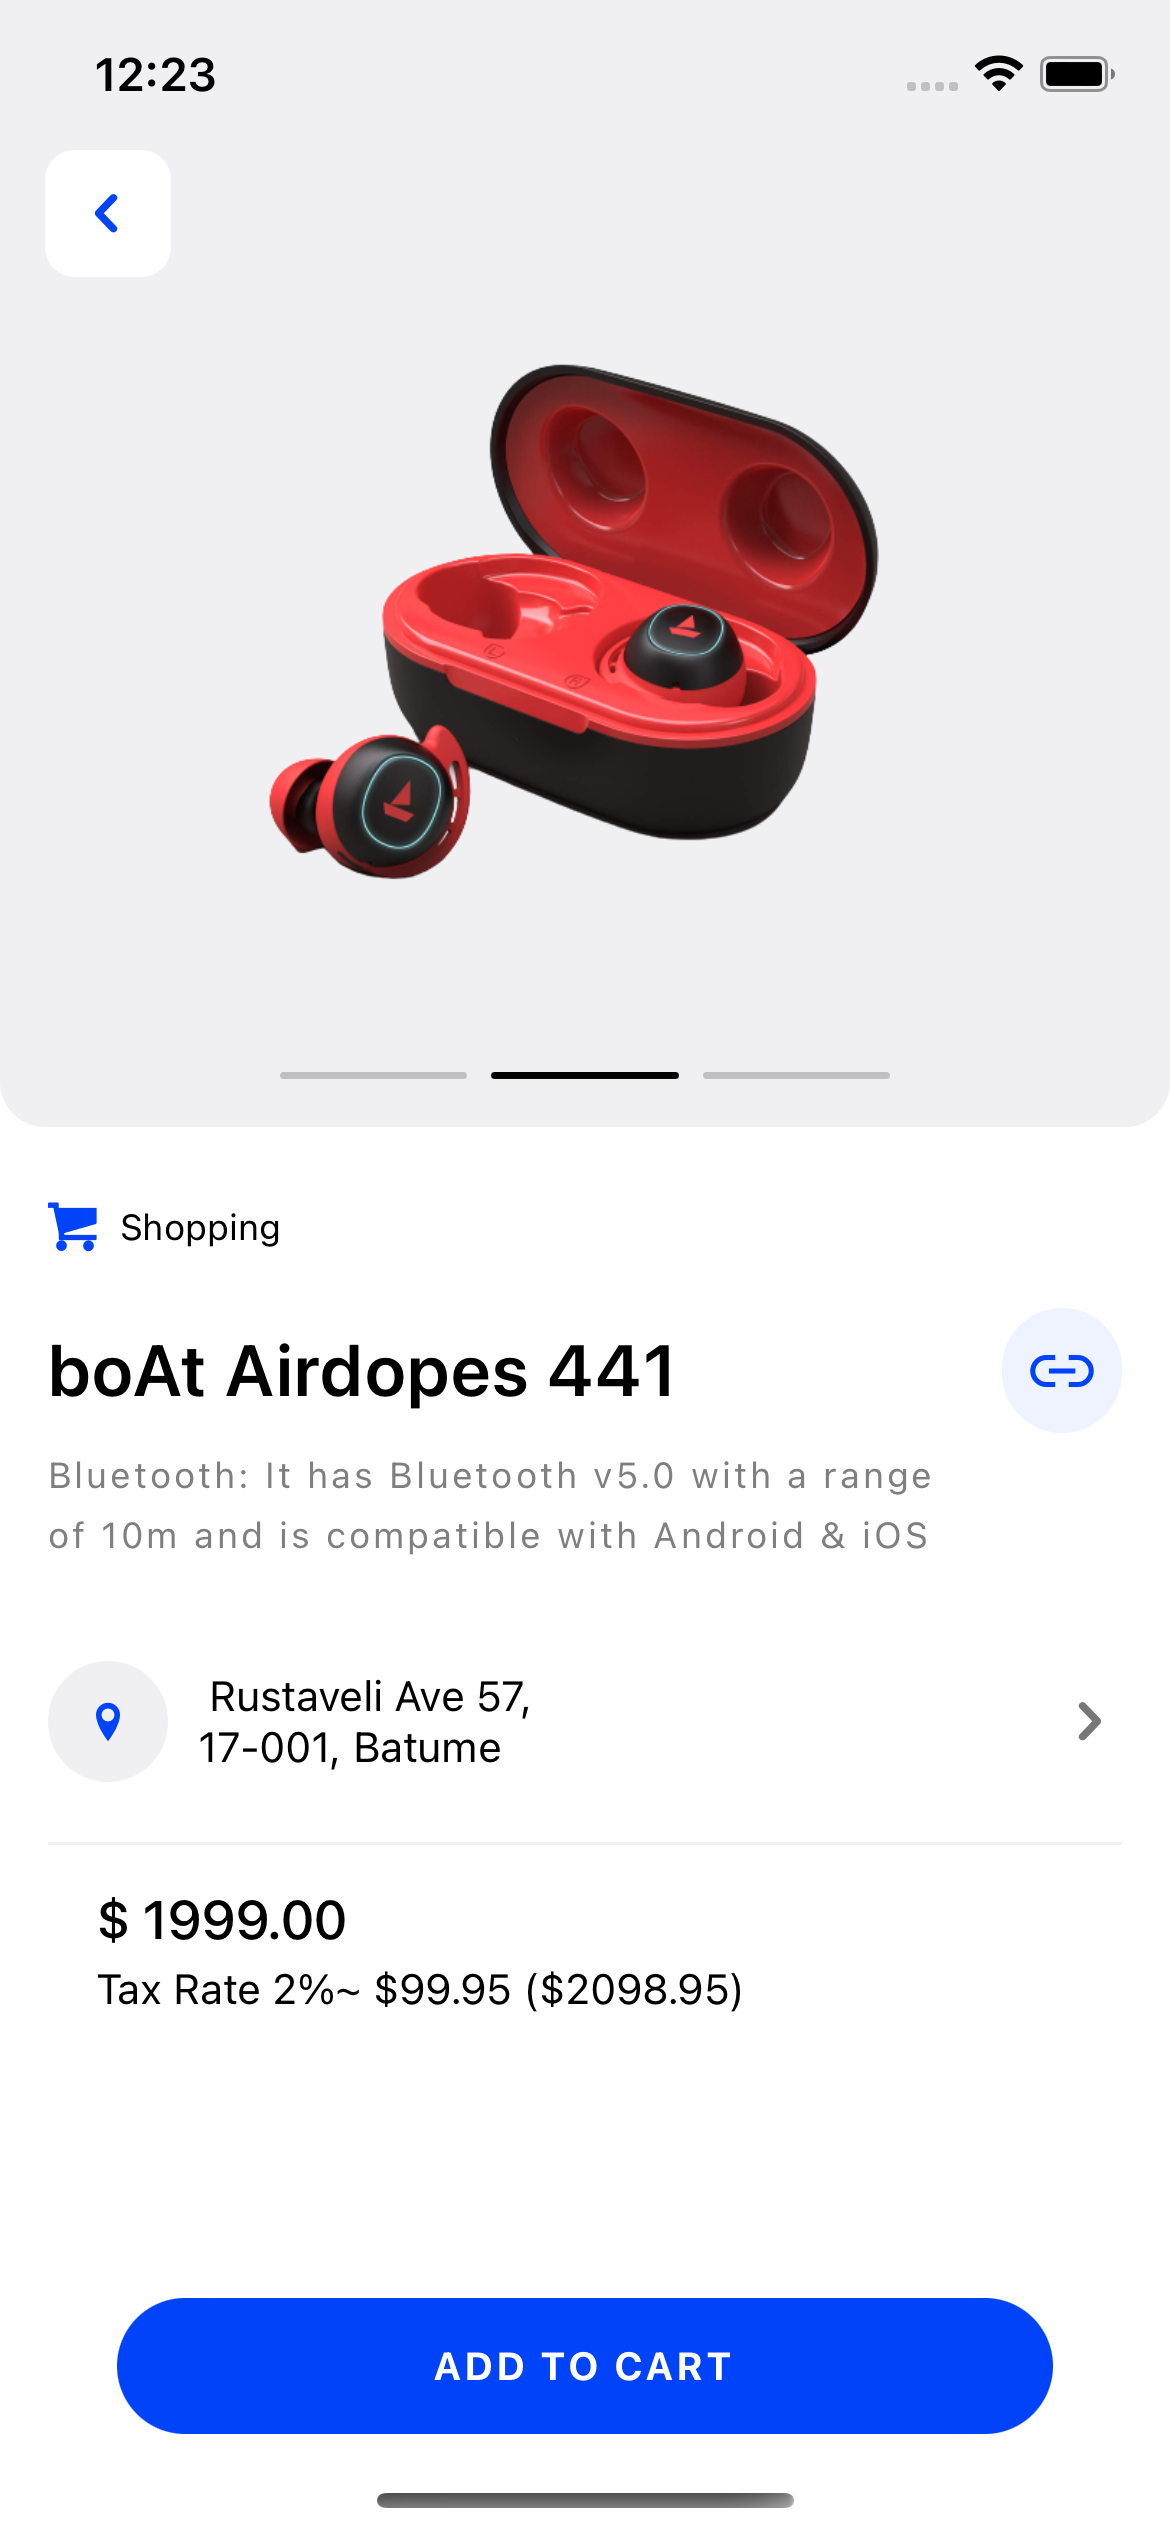 12:23
Shopping
boAt Airdopes 441
Bluetooth: It has Bluetooth v5.0 with a range
of 10m and is compatible with Android & iOS
Rustaveli Ave 57,
17-001, Batume
$ 1999.00
Tax Rate 2%~ $99.95 ($2098.95)
ADD TO CART